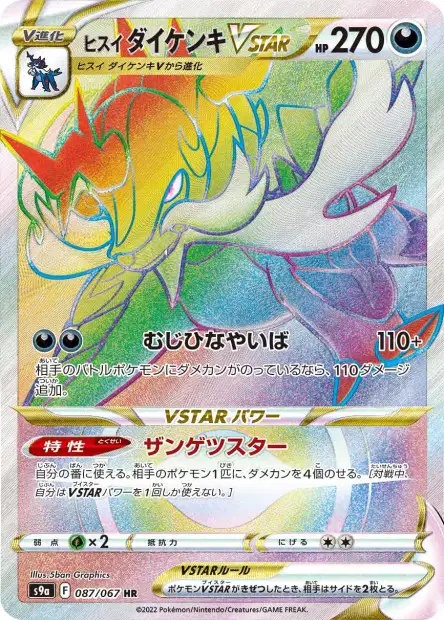 V進化
ヒスイ ダイケンキVSTAR HP270
ヒスイ ダイケンキVから進化
むじひなやいば 110+
相手のバトルポケモンにダメカンがのっているなら、110ダメージ
追加。
VSTARパワー
特性 とくせい ザンゲツスター
自分の番に使える。相手のポケモン1匹に、ダメカンを4個のせる。[対戦中、
自分はVSTARパワーを1回しか使えない。]
弱点 ×2 抵抗力 にげる
Illus. 5ban Graphics
VSTARルール
s9a F 087/067 HR
ポケモンVSTARがきぜつしたとき、相手はサイドを2枚とる。
©2022 Pokémon/Nintendo/Creatures/GAME FREAK.